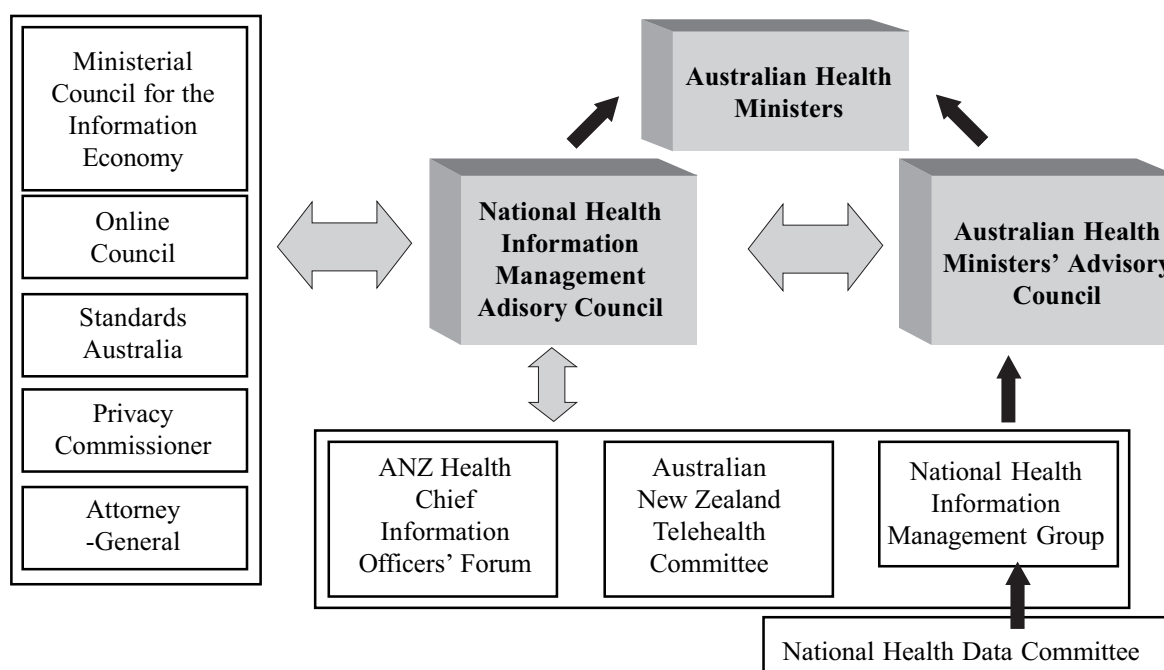 Ministerial
Council for the
Information
Economy
Online
Council
Standards
Australia
Privacy
Commissioner
Attorney
-General
Australian Health
Ministers
National Health
Information
Management
Adisory Council
Australian Health
Ministers’ Advisory
Council
ANZ Health
Chief
Information
Officers’ Forum
Australian
New Zealand
Telehealth
Committee
National Health
Information
Management Group
National Health Data Committee